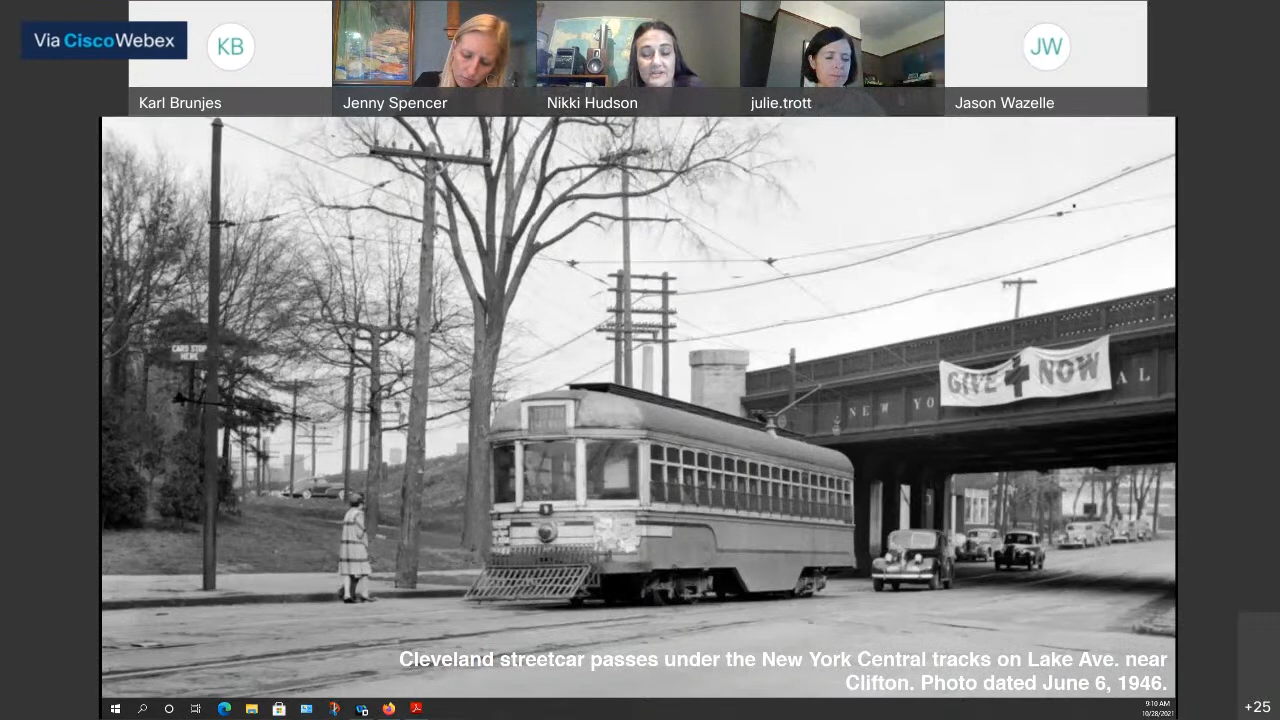 Via CiscoWebex
KB
JW
Karl Brunjes
Jenny Spencer
Nikki Hudson
julie.trott
Jason Wazelle
CARS STOP
HERE
GIVE NOW
NEW YO
AL
Cleveland streetcar passes under the New York Central tracks on Lake Ave. near
Clifton. Photo dated June 6, 1946.
9:10 AM
10/28/2021
+25